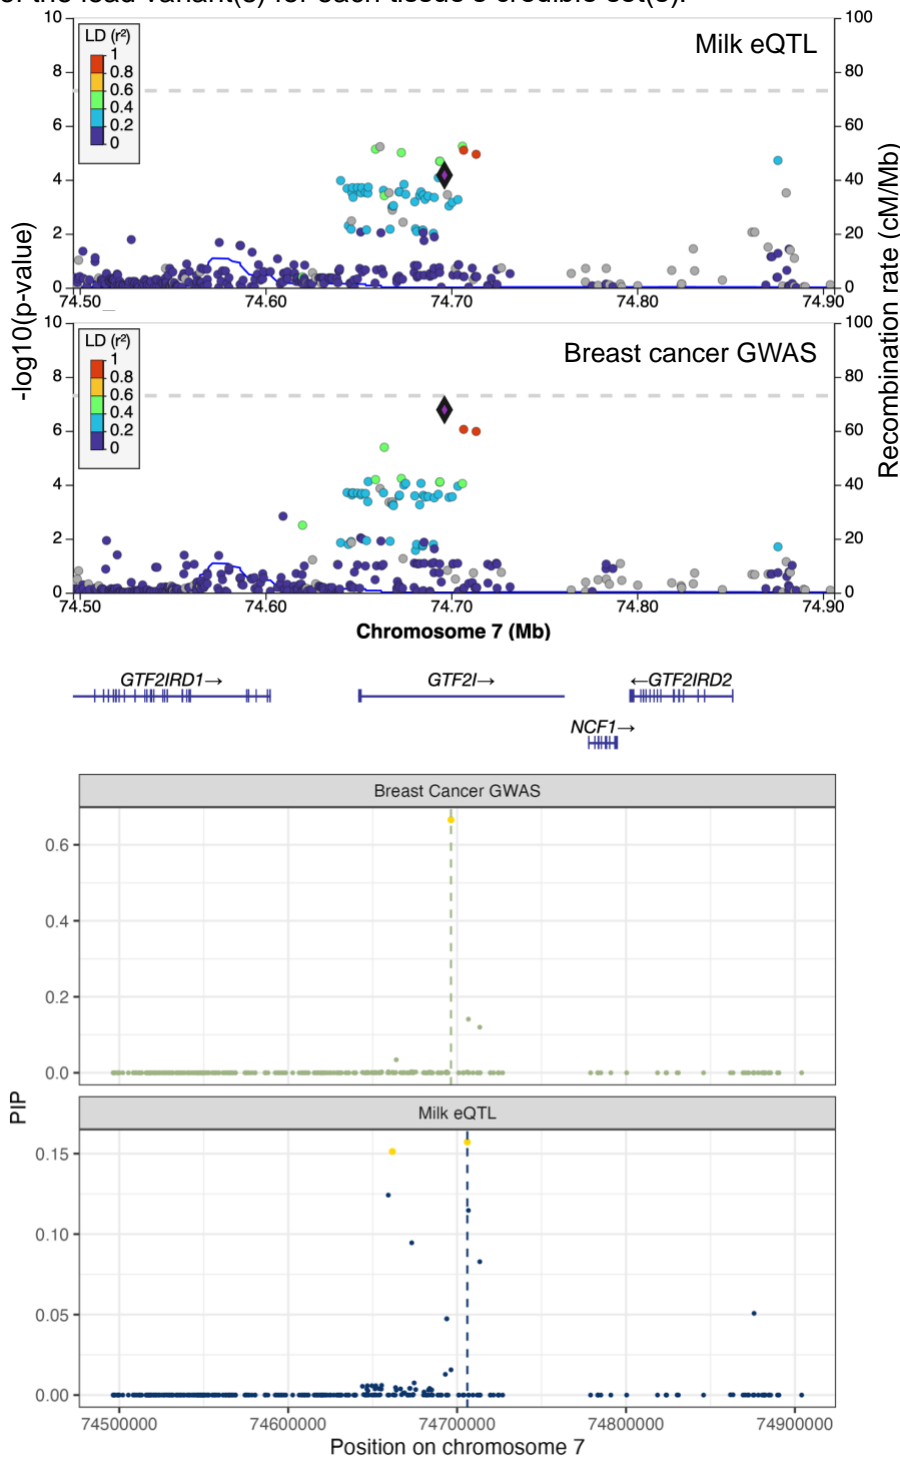 of the lead variant(s) for each tissue's credible set(s).
-log10(p-value)
Recombination rate (cM/Mb)
Milk eQTL
LD (r²)
1
0.8
0.6
0.4
0.2
0
10
8
6
4
2
0
100
80
60
40
20
0
74.50 74.60 74.70 74.80 74.90
Breast cancer GWAS
LD (r²)
1
0.8
0.6
0.4
0.2
0
10
8
6
4
2
0
100
80
60
40
20
0
74.50 74.60 74.70 74.80 74.90
Chromosome 7 (Mb)
GTF2IRD1→ GTF2I→ ←GTF2IRD2
NCF1→
PIP
Breast Cancer GWAS
0.6
0.4
0.2
0.0
Milk eQTL
0.15
0.10
0.05
0.00
74500000 74600000 74700000 74800000 74900000
Position on chromosome 7